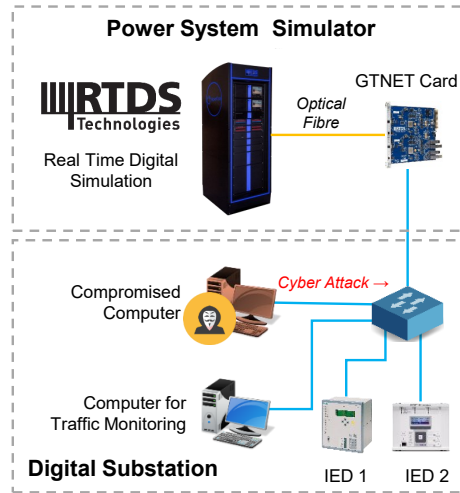 Power System Simulator
RTDS
Technologies
Real Time Digital
Simulation
Optical
Fibre
GTNET Card
Cyber Attack →
Compromised
Computer
Computer for
Traffic Monitoring
Digital Substation
IED 1
IED 2